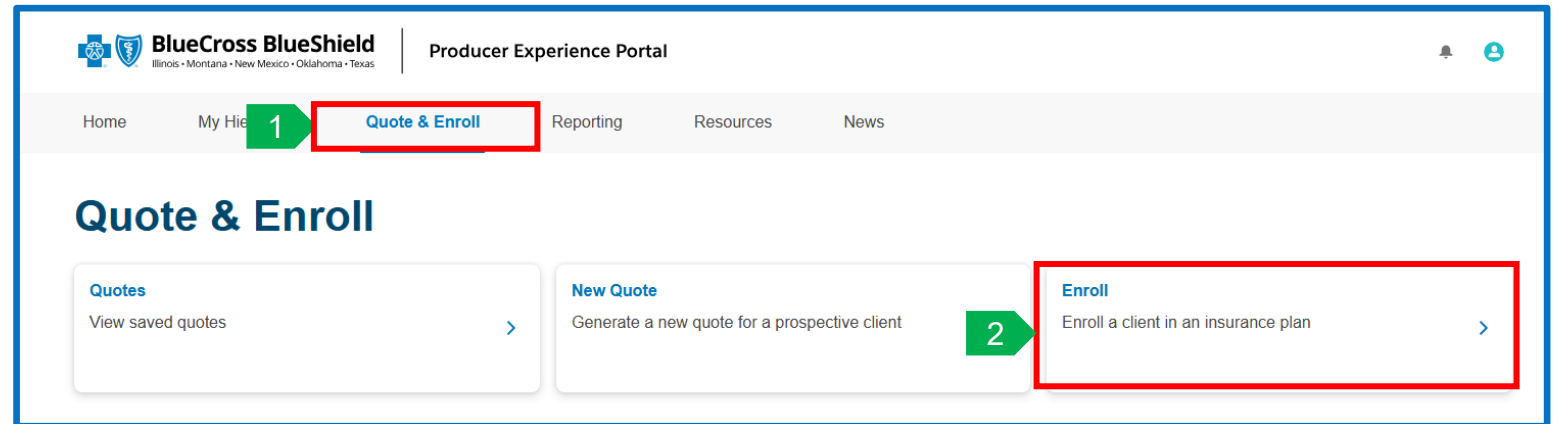 BlueCross BlueShield
Illinois • Montana • New Mexico • Oklahoma • Texas
Producer Experience Portal
Home My Hie 1 Quote & Enroll Reporting Resources News
Quote & Enroll
Quotes
View saved quotes
New Quote
Generate a new quote for a prospective client
2
Enroll
Enroll a client in an insurance plan